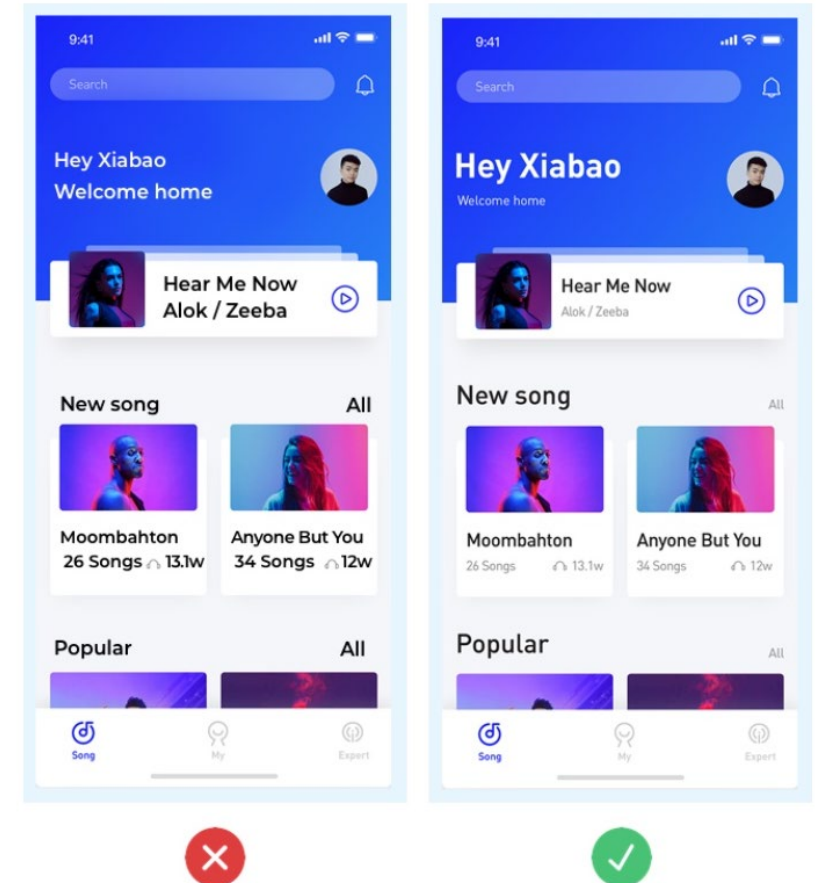 9:41
Search
Hey Xiabao
Welcome home
Hear Me Now
Alok / Zeeba
New song All
Moombahton Anyone But You
26 Songs 13.1w 34 Songs 12w
Popular All
Song My Expert
9:41
Search
Hey Xiabao
Welcome home
Hear Me Now
Alok / Zeeba
New song All
Moombahton Anyone But You
26 Songs 13.1w 34 Songs 12w
Popular All
Song My Expert